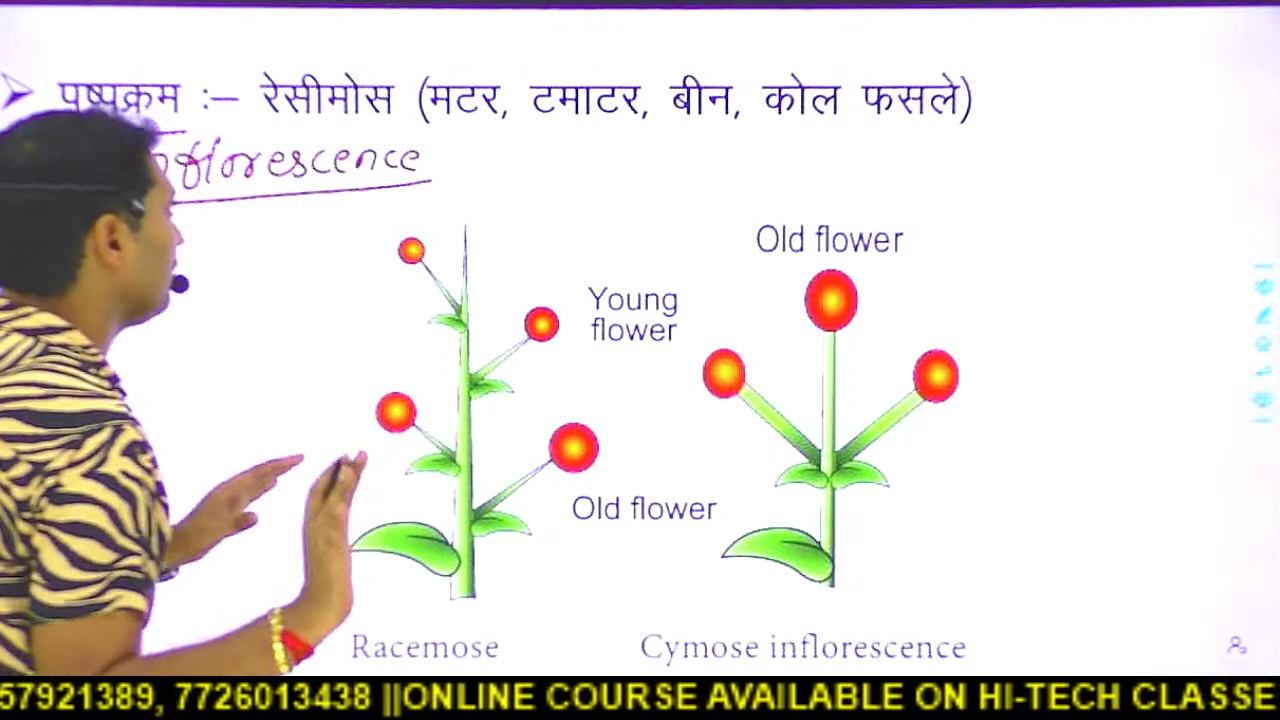 पुष्पक्रम :– रेसीमोस (मटर, टमाटर, बीन, कोल फसले)
florescence
Old flower
Young
flower
Old flower
Racemose
Cymose inflorescence
57921389, 7726013438 ||ONLINE COURSE AVAILABLE ON HI-TECH CLASSE